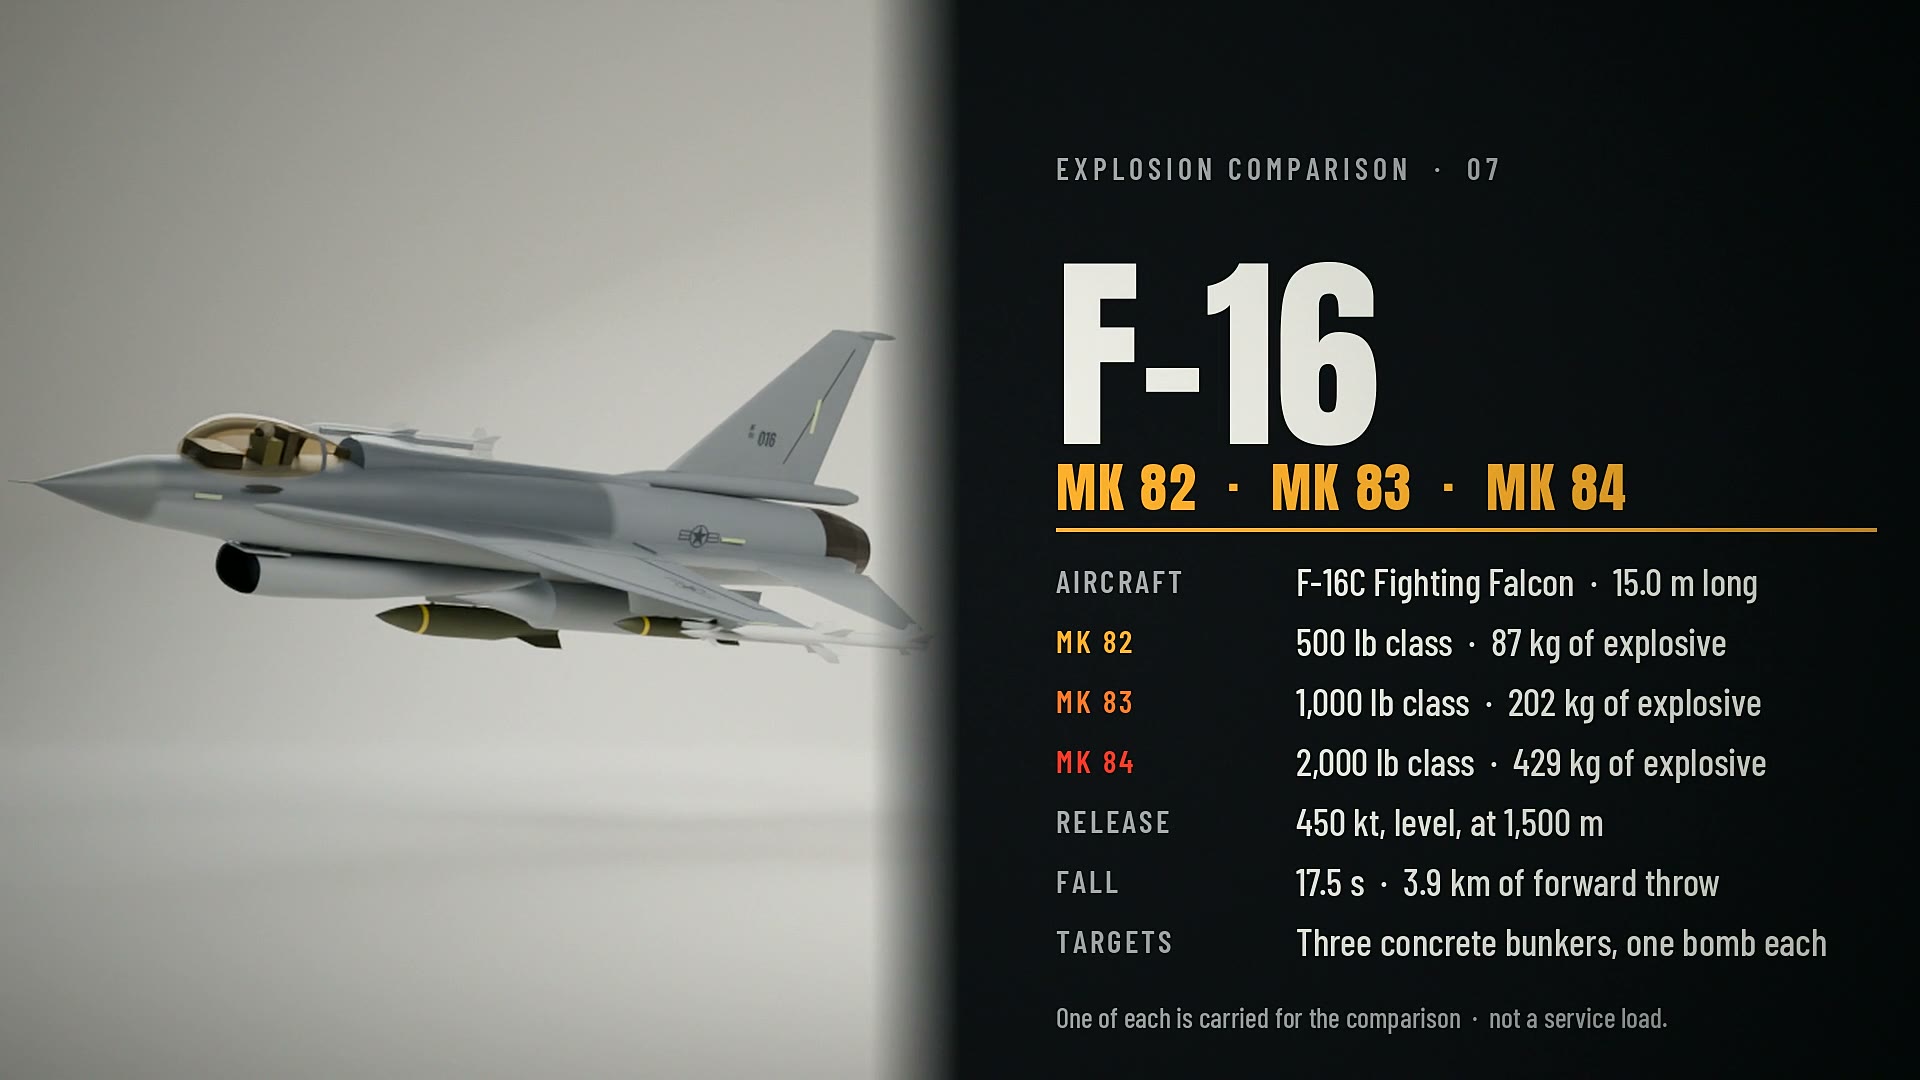 EXPLOSION COMPARISON · 07
F-16
MK 82 · MK 83 · MK 84
AIRCRAFT F-16C Fighting Falcon · 15.0 m long
MK 82 500 lb class · 87 kg of explosive
MK 83 1,000 lb class · 202 kg of explosive
MK 84 2,000 lb class · 429 kg of explosive
RELEASE 450 kt, level, at 1,500 m
FALL 17.5 s · 3.9 km of forward throw
TARGETS Three concrete bunkers, one bomb each
One of each is carried for the comparison · not a service load.
016